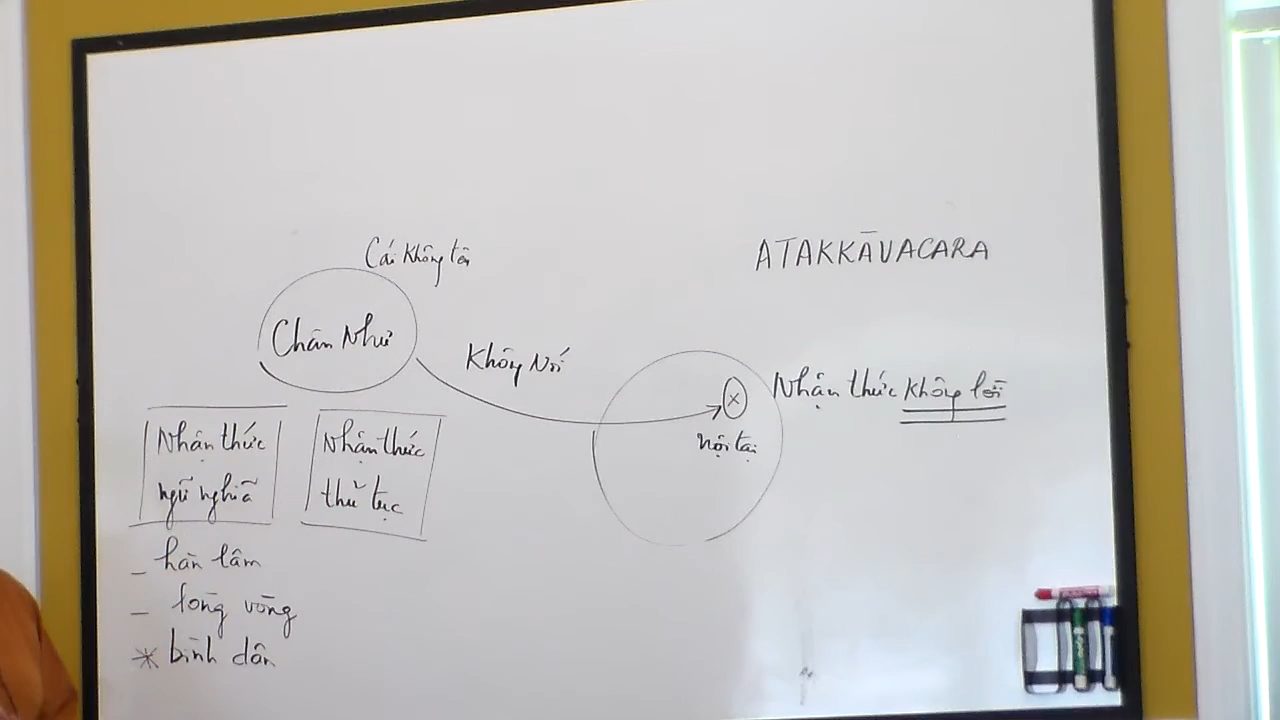 Cái không tên
ATAKKĀVACARA
Chân Như
Không Nói
Nhận thức không lời
nội tại
Nhận thức
ngữ nghĩa
Nhận thức
thủ tục
_ hàn lâm
_ lòng vòng
* bình dân